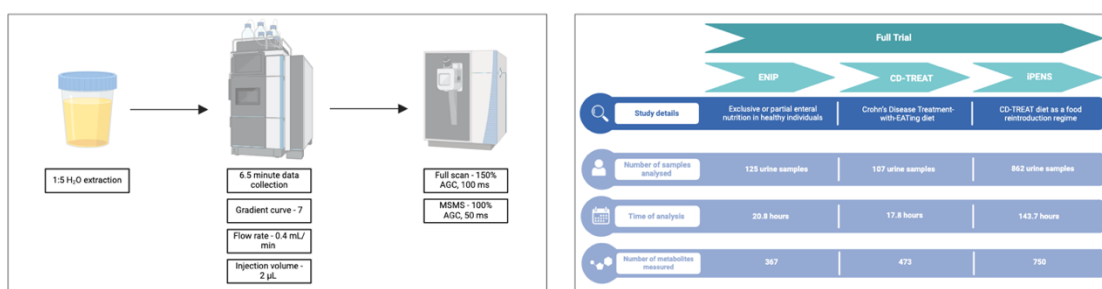 1:5 H₂O extraction
6.5 minute data
collection
Gradient curve - 7
Flow rate - 0.4 mL/
min
Injection volume -
2 µL
Full scan - 150%
AGC, 100 ms
MSMS - 100%
AGC, 50 ms
Full Trial
ENIP
CD-TREAT
iPENS
Study details
Exclusive or partial enteral
nutrition in healthy individuals
Crohn's Disease Treatment-
with-EATing diet
CD-TREAT diet as a food
reintroduction regime
Number of samples
analysed
125 urine samples
107 urine samples
862 urine samples
Time of analysis
20.8 hours
17.8 hours
143.7 hours
Number of metabolites
measured
367
473
750